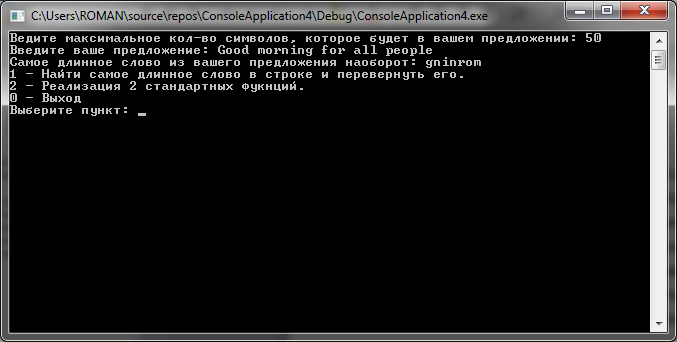 C:\Users\ROMAN\source\repos\ConsoleApplication4\Debug\ConsoleApplication4.exe
Ведите максимальное кол-во символов, которое будет в вашем предложении: 50
Введите ваше предложение: Good morning for all people
Самое длинное слово из вашего предложения наоборот: gninrom
1 - Найти самое длинное слово в строке и перевернуть его.
2 - Реализация 2 стандартных фукнций.
0 - Выход
Выберите пункт: _